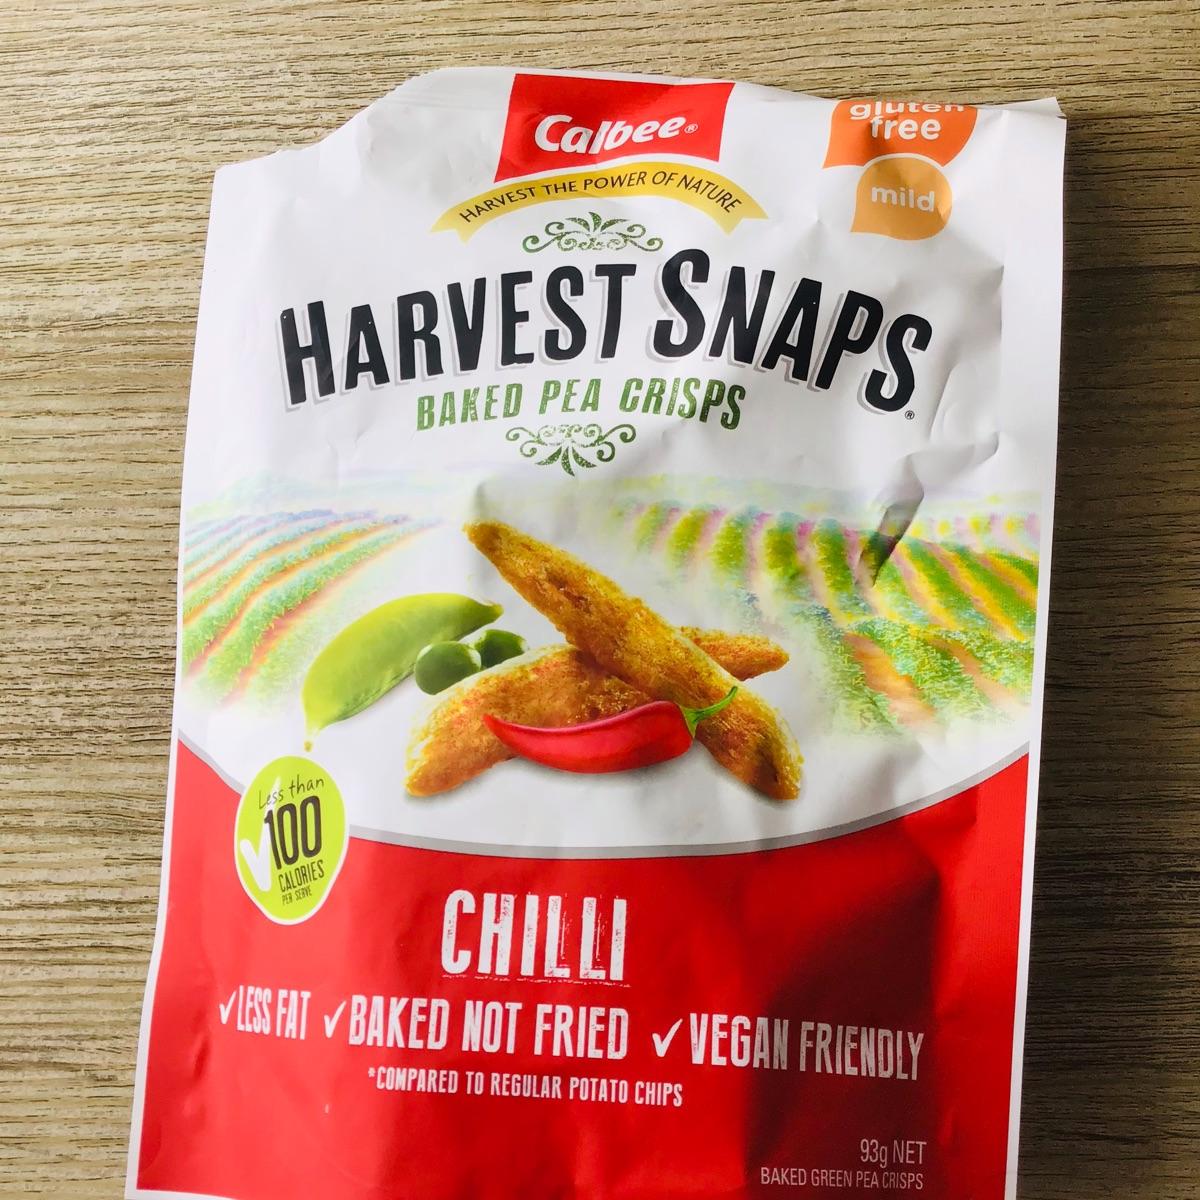 Calbee®
HARVEST THE POWER OF NATURE
gluten
free
mild
HARVEST SNAPS®
BAKED PEA CRISPS
Less than
100
CALORIES
PER SERVE
CHILLI
✓LESS FAT ✓BAKED NOT FRIED ✓VEGAN FRIENDLY
*COMPARED TO REGULAR POTATO CHIPS
93g NET
BAKED GREEN PEA CRISPS